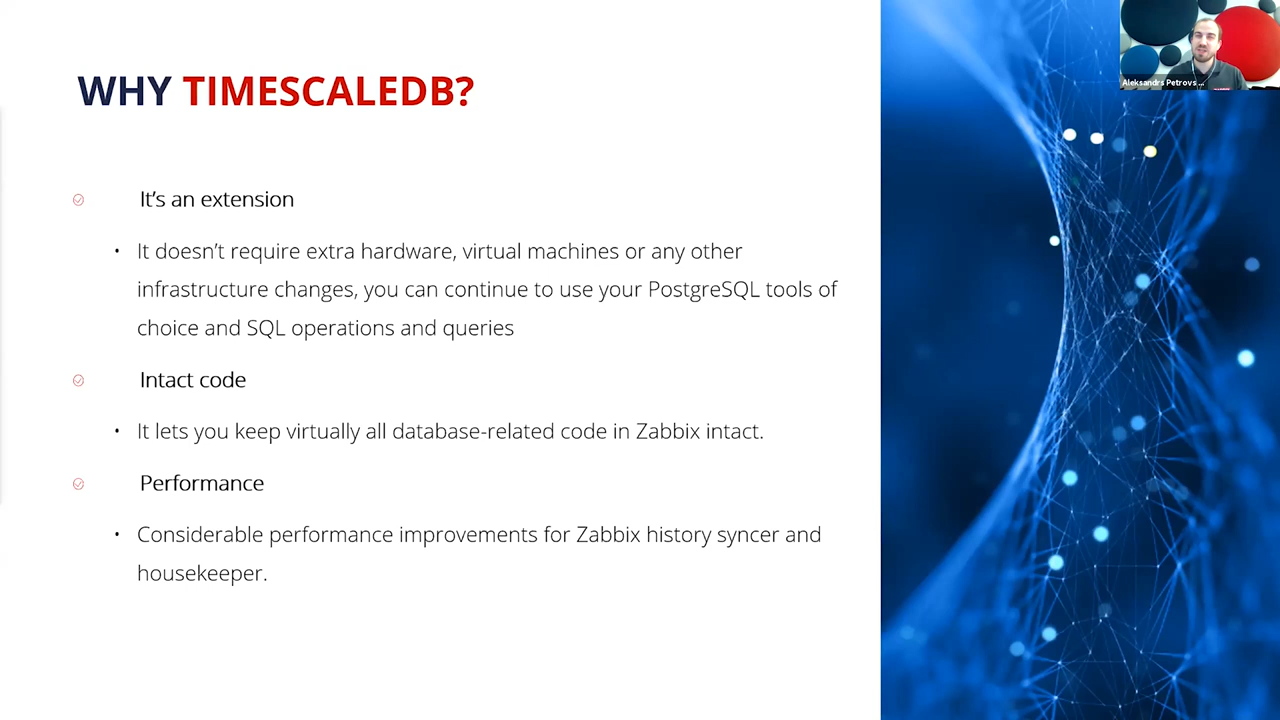 Aleksandrs Petrovs ...
WHY TIMESCALEDB?
It's an extension
• It doesn't require extra hardware, virtual machines or any other
infrastructure changes, you can continue to use your PostgreSQL tools of
choice and SQL operations and queries
Intact code
• It lets you keep virtually all database-related code in Zabbix intact.
Performance
• Considerable performance improvements for Zabbix history syncer and
housekeeper.